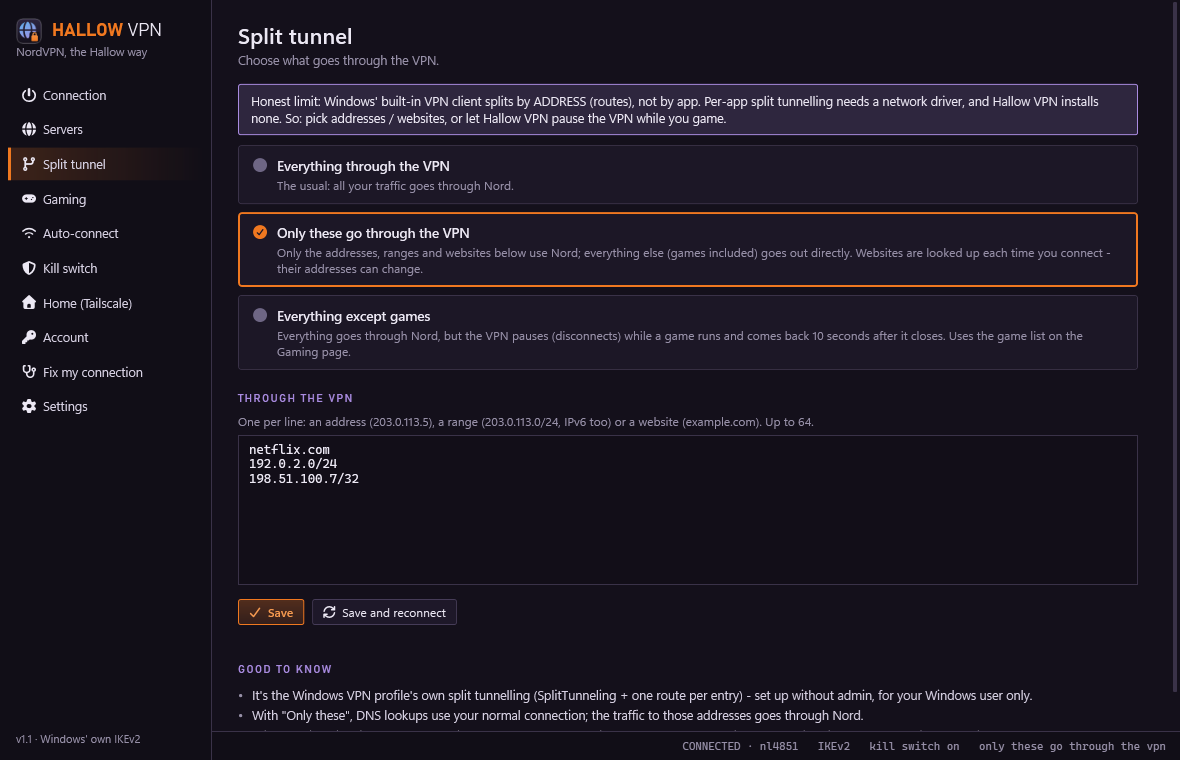 HALLOW VPN
NordVPN, the Hallow way
Connection
Servers
Split tunnel
Gaming
Auto-connect
Kill switch
Home (Tailscale)
Account
Fix my connection
Settings
v1.1 · Windows' own IKEv2
Split tunnel
Choose what goes through the VPN.
Honest limit: Windows' built-in VPN client splits by ADDRESS (routes), not by app. Per-app split tunnelling needs a network driver, and Hallow VPN installs
none. So: pick addresses / websites, or let Hallow VPN pause the VPN while you game.
Everything through the VPN
The usual: all your traffic goes through Nord.
Only these go through the VPN
Only the addresses, ranges and websites below use Nord; everything else (games included) goes out directly. Websites are looked up each time you connect -
their addresses can change.
Everything except games
Everything goes through Nord, but the VPN pauses (disconnects) while a game runs and comes back 10 seconds after it closes. Uses the game list on the
Gaming page.
THROUGH THE VPN
One per line: an address (203.0.113.5), a range (203.0.113.0/24, IPv6 too) or a website (example.com). Up to 64.
netflix.com
192.0.2.0/24
198.51.100.7/32
Save
Save and reconnect
GOOD TO KNOW
• It's the Windows VPN profile's own split tunnelling (SplitTunneling + one route per entry) - set up without admin, for your Windows user only.
• With "Only these", DNS lookups use your normal connection; the traffic to those addresses goes through Nord.
CONNECTED · nl4851 IKEv2 kill switch on only these go through the vpn